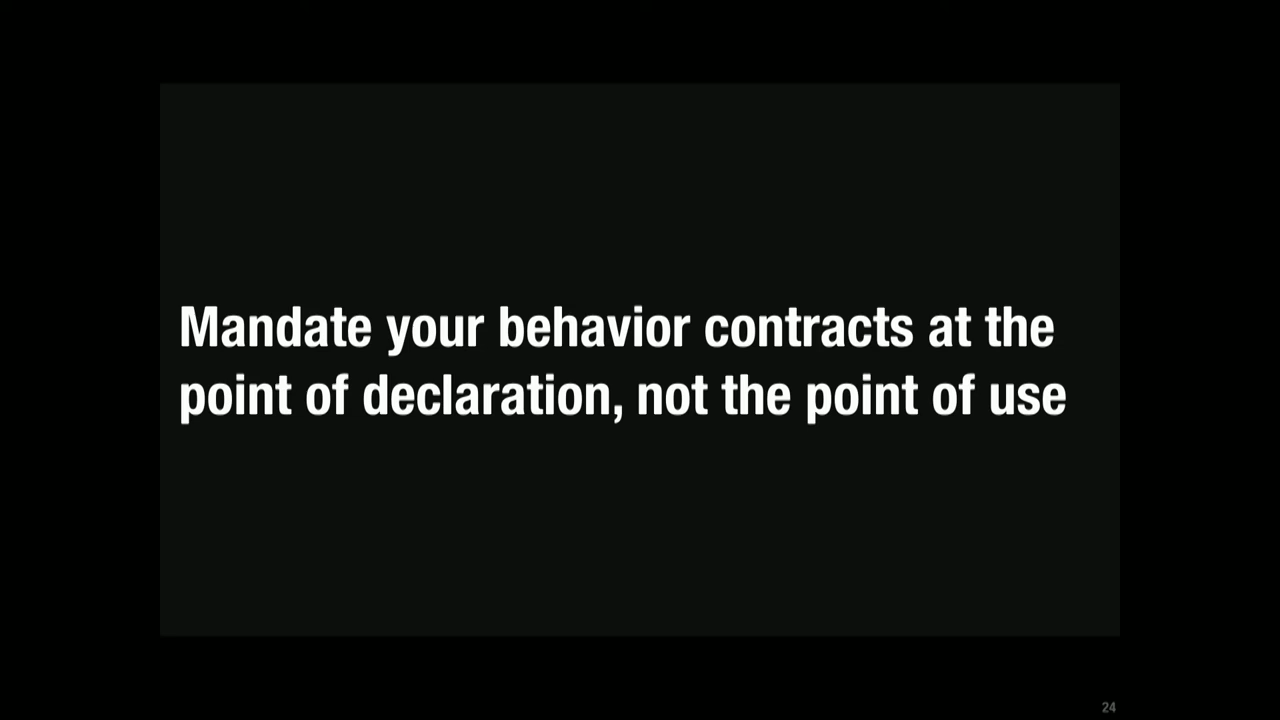 Mandate your behavior contracts at the
point of declaration, not the point of use
24